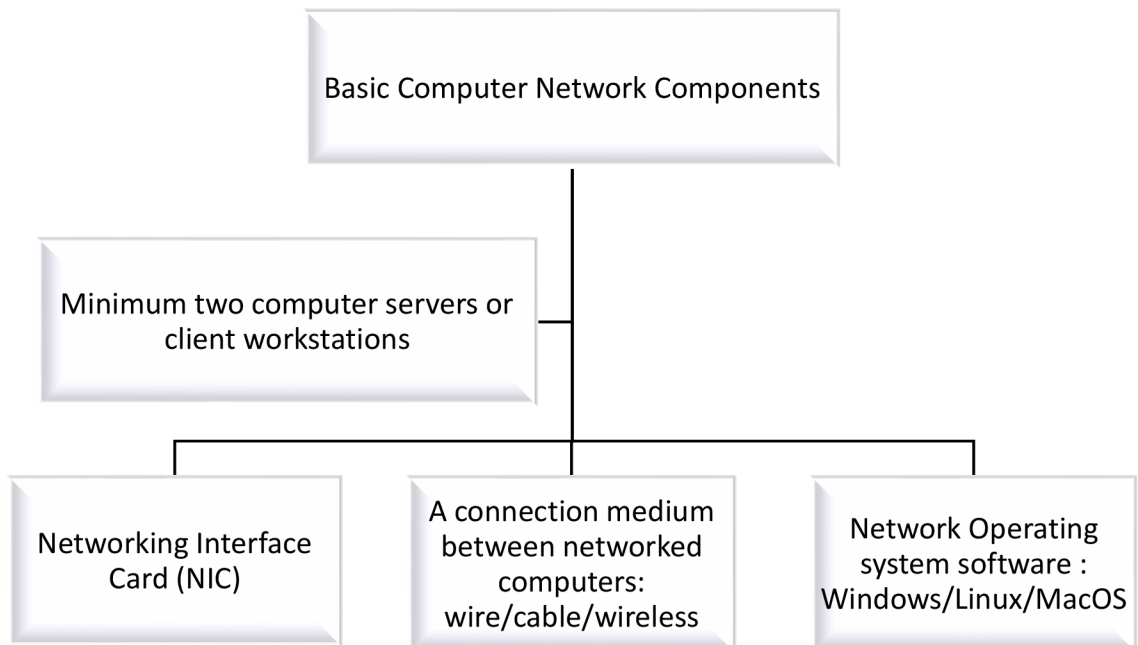 Basic Computer Network Components
Minimum two computer servers or
client workstations
Networking Interface
Card (NIC)
A connection medium
between networked
computers:
wire/cable/wireless
Network Operating
system software :
Windows/Linux/MacOS